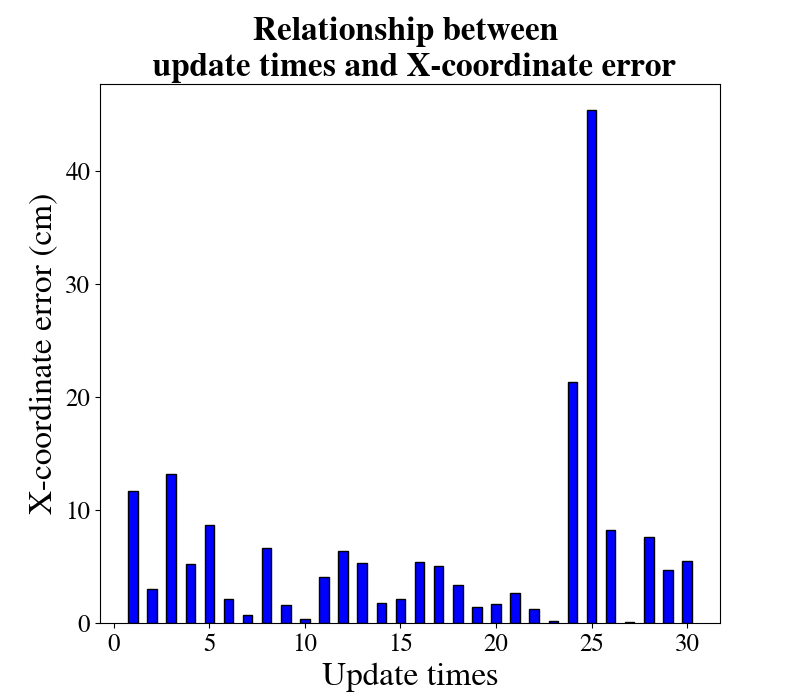 Relationship between
update times and X-coordinate error
X-coordinate error (cm)
40
30
20
10
0
0 5 10 15 20 25 30
Update times